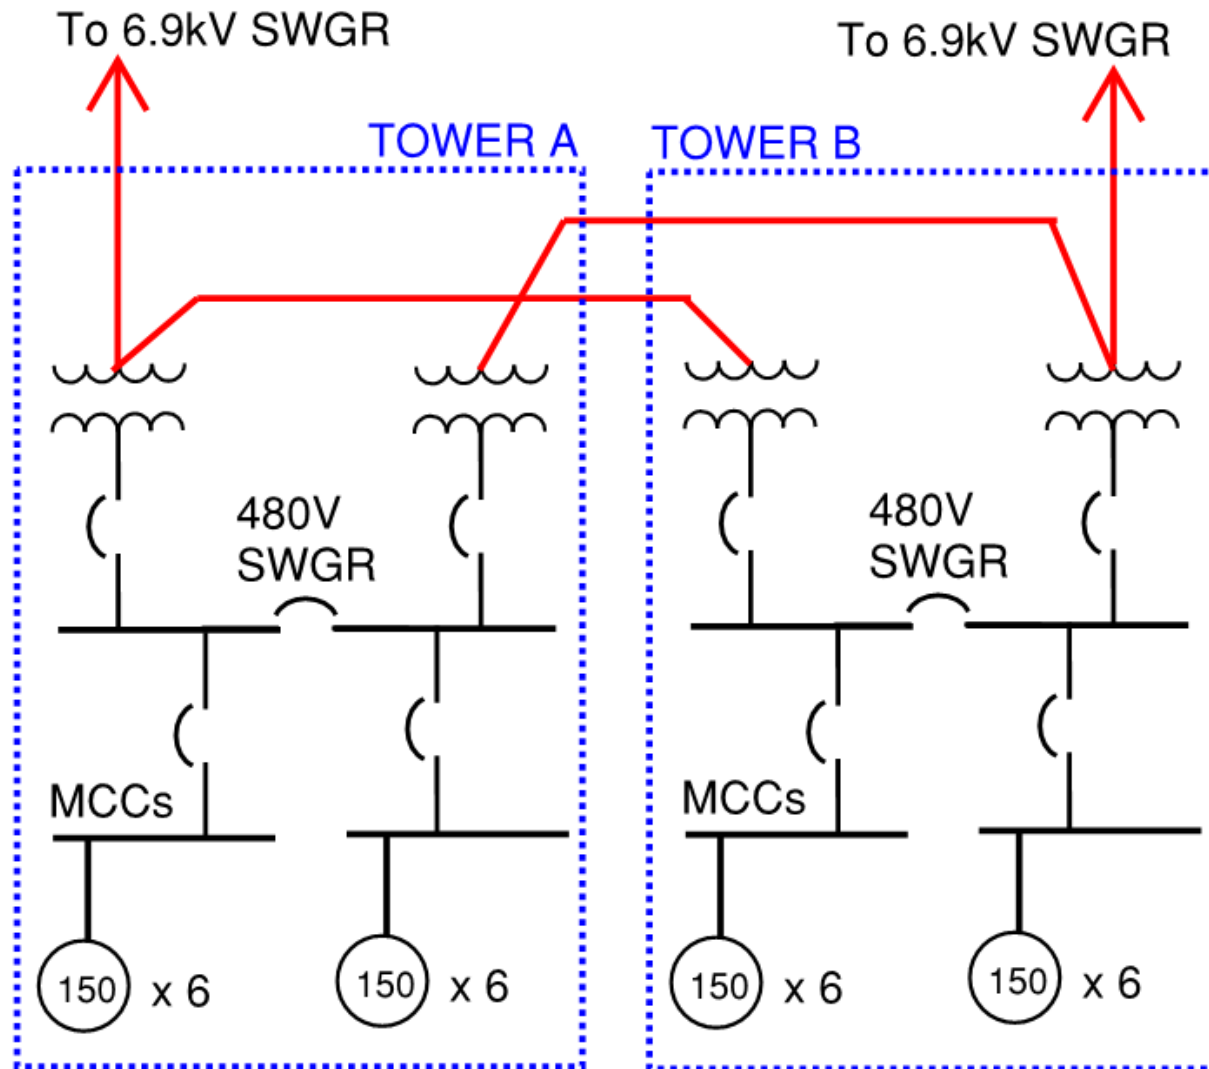 To 6.9kV SWGR
To 6.9kV SWGR
TOWER A
TOWER B
480V
SWGR
480V
SWGR
MCCs
MCCs
150 x 6
150 x 6
150 x 6
150 x 6